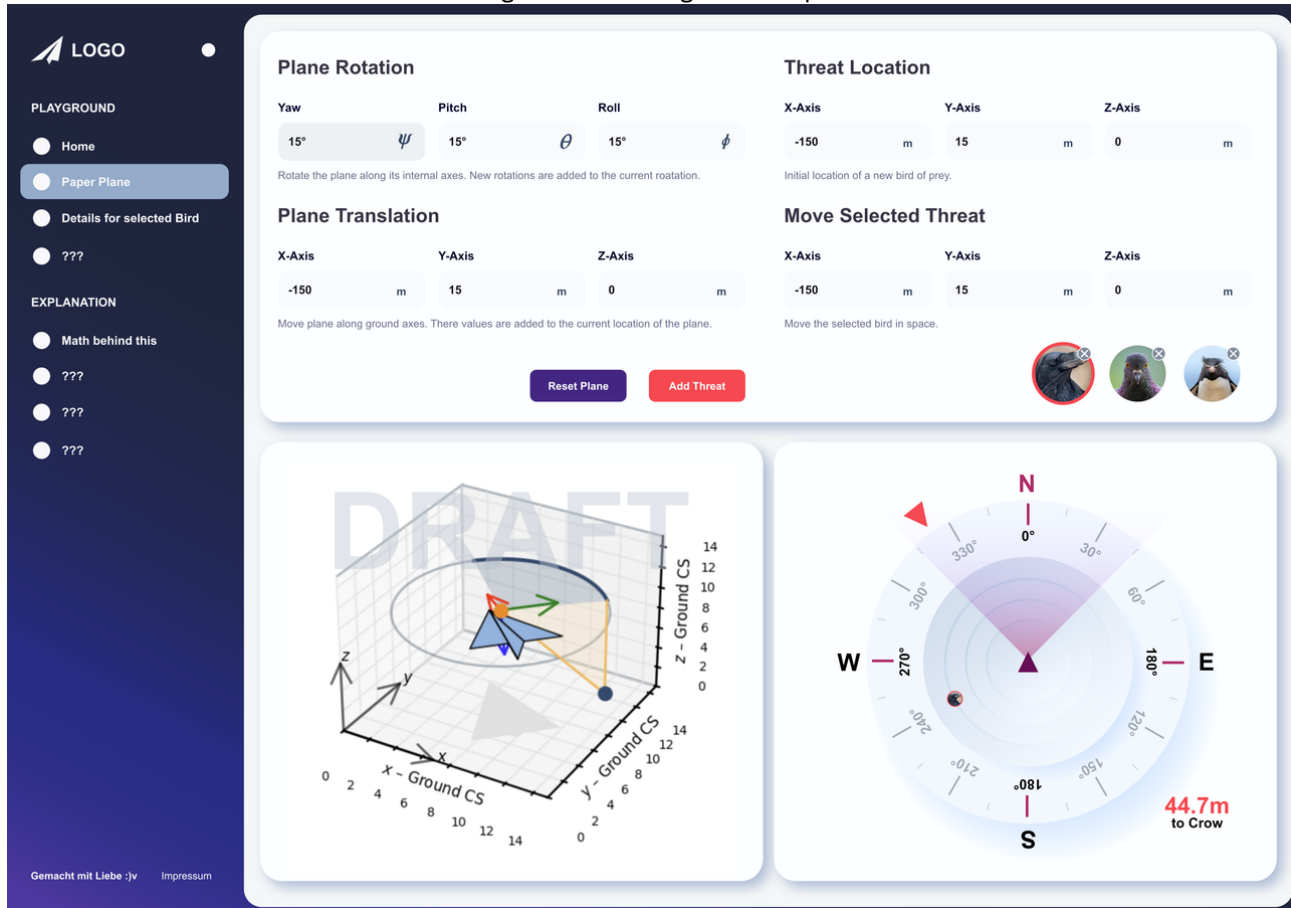 LOGO
PLAYGROUND
Home
Paper Plane
Details for selected Bird
???
EXPLANATION
Math behind this
???
???
???
Gemacht mit Liebe :)v Impressum
Plane Rotation
Yaw Pitch Roll
15° ψ 15° θ 15° ϕ
Rotate the plane along its internal axes. New rotations are added to the current roatation.
Plane Translation
X-Axis Y-Axis Z-Axis
-150 m 15 m 0 m
Move plane along ground axes. There values are added to the current location of the plane.
Reset Plane Add Threat
Threat Location
X-Axis Y-Axis Z-Axis
-150 m 15 m 0 m
Initial location of a new bird of prey.
Move Selected Threat
X-Axis Y-Axis Z-Axis
-150 m 15 m 0 m
Move the selected bird in space.
DRAFT
z
y
x
x – Ground CS
0 2 4 6 8 10 12 14
y – Ground CS
0 2 4 6 8 10 12 14
z – Ground CS
14
12
10
8
6
4
2
0
N
0°
30°
60°
180°
E
120°
150°
180°
S
210°
240°
270°
W
300°
330°
44.7m
to Crow